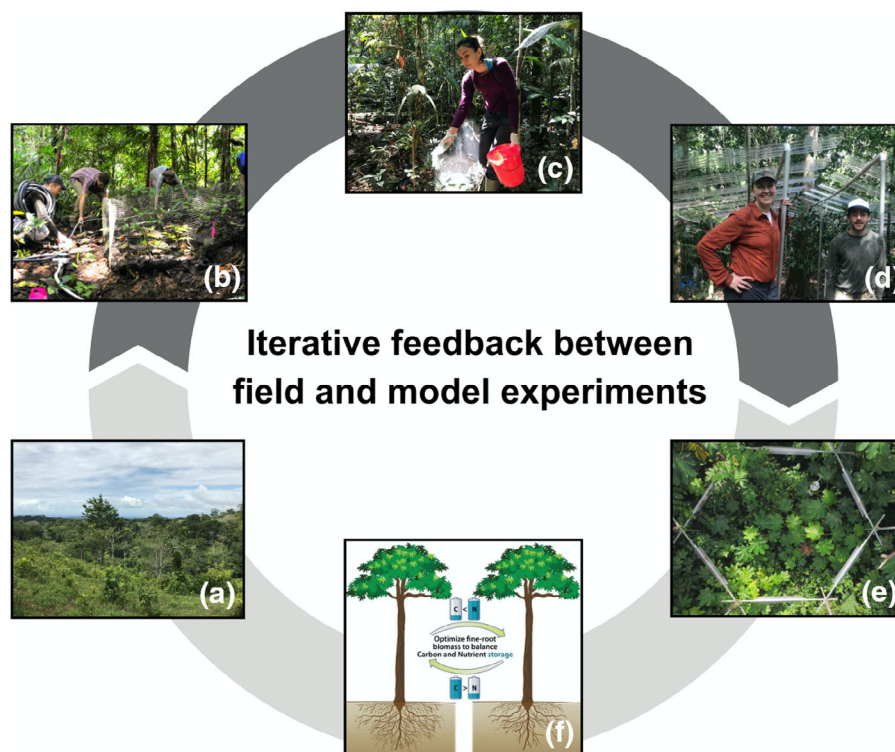 (c)
(b)
(d)
Iterative feedback between
field and model experiments
(a)
(e)
C < N
Optimize fine-root
biomass to balance
Carbon and Nutrient storage
C > N
(f)